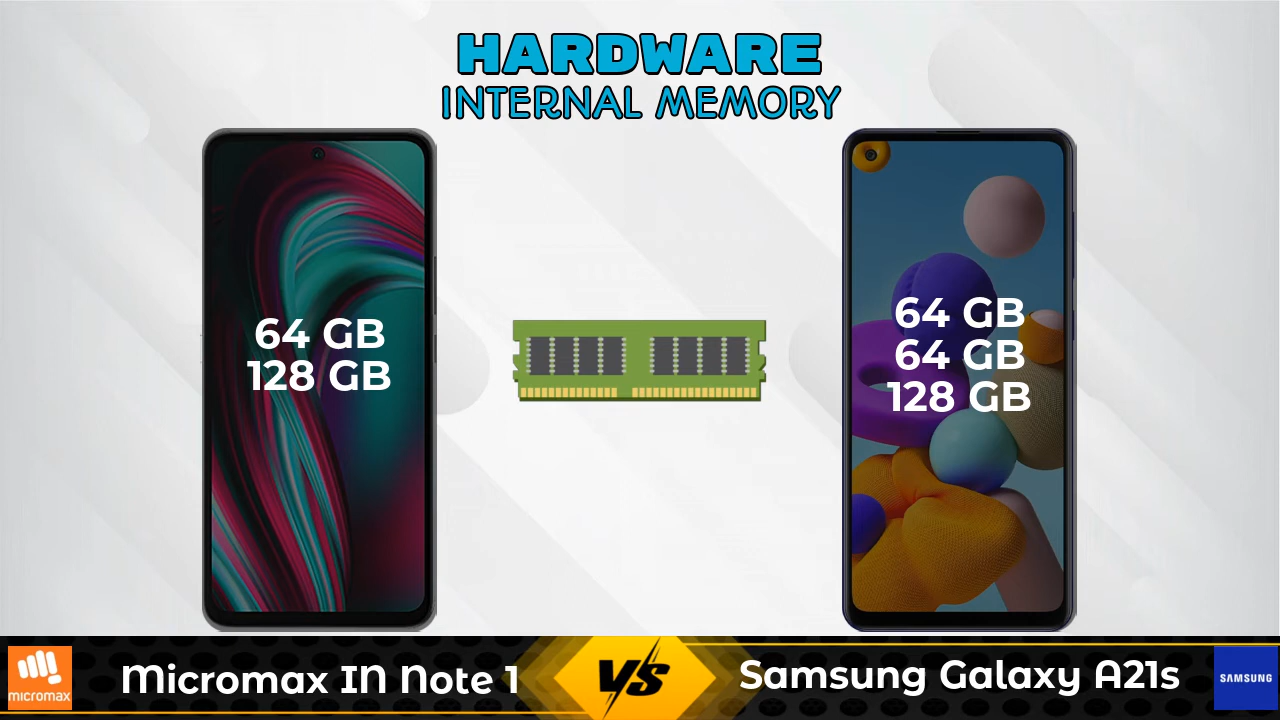 HARDWARE
INTERNAL MEMORY
64 GB
128 GB
64 GB
64 GB
128 GB
micromax
Micromax IN Note 1
VS
Samsung Galaxy A21s
SAMSUNG